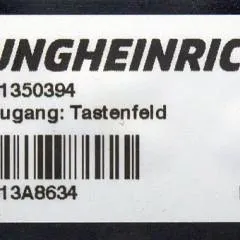 UNGHEINRIC
1350394
ugang: Tastenfeld
13A8634